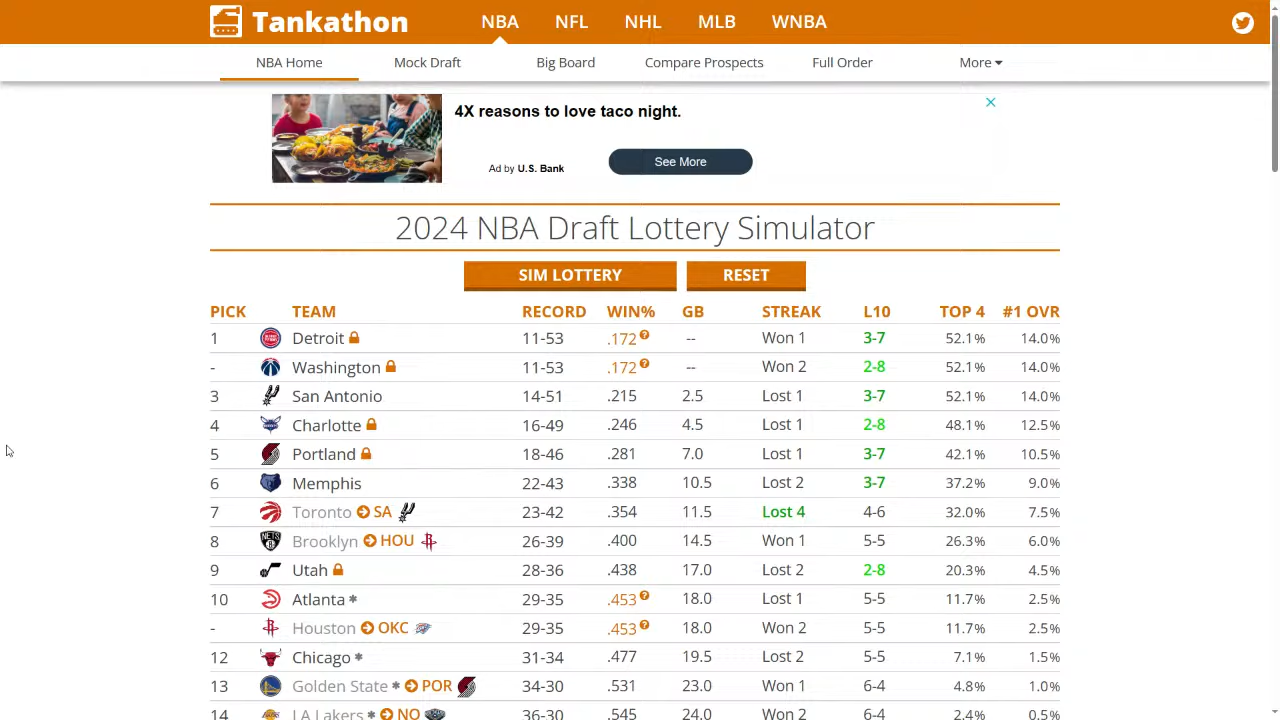 Tankathon NBA NFL NHL MLB WNBA
NBA Home Mock Draft Big Board Compare Prospects Full Order More
4X reasons to love taco night.
Ad by U.S. Bank See More
2024 NBA Draft Lottery Simulator
SIM LOTTERY RESET
PICK TEAM RECORD WIN% GB STREAK L10 TOP 4 #1 OVR
1 Detroit 11-53 .172 ? -- Won 1 3-7 52.1% 14.0%
- Washington 11-53 .172 ? -- Won 2 2-8 52.1% 14.0%
3 San Antonio 14-51 .215 2.5 Lost 1 3-7 52.1% 14.0%
4 Charlotte 16-49 .246 4.5 Lost 1 2-8 48.1% 12.5%
5 Portland 18-46 .281 7.0 Lost 1 3-7 42.1% 10.5%
6 Memphis 22-43 .338 10.5 Lost 2 3-7 37.2% 9.0%
7 Toronto SA 23-42 .354 11.5 Lost 4 4-6 32.0% 7.5%
8 Brooklyn HOU 26-39 .400 14.5 Won 1 5-5 26.3% 6.0%
9 Utah 28-36 .438 17.0 Lost 2 2-8 20.3% 4.5%
10 Atlanta * 29-35 .453 ? 18.0 Lost 1 5-5 11.7% 2.5%
- Houston OKC 29-35 .453 ? 18.0 Won 2 5-5 11.7% 2.5%
12 Chicago * 31-34 .477 19.5 Lost 2 5-5 7.1% 1.5%
13 Golden State * POR 34-30 .531 23.0 Won 1 6-4 4.8% 1.0%
14 LA Lakers * NO 36-30 .545 24.0 Won 2 6-4 2.4% 0.5%